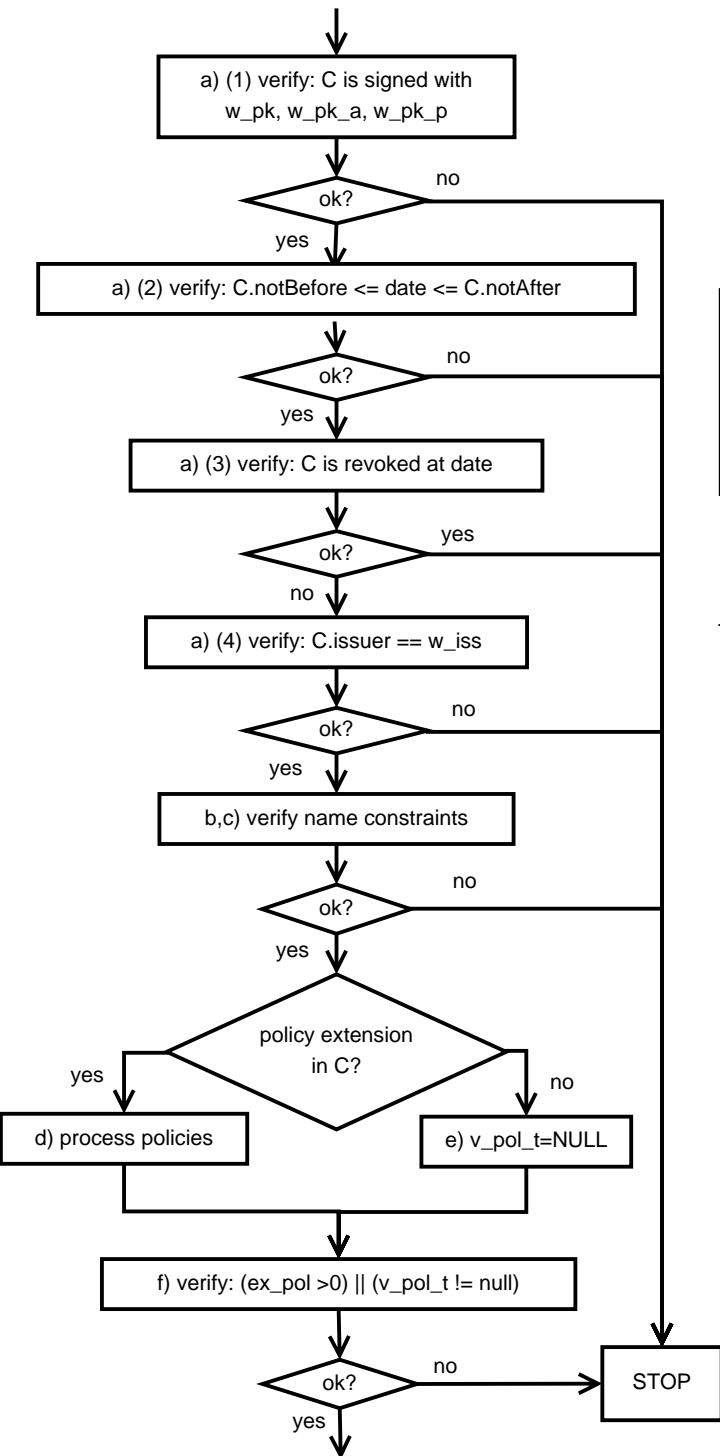 a) (1) verify: C is signed with
w_pk, w_pk_a, w_pk_p
no
ok?
yes
a) (2) verify: C.notBefore <= date <= C.notAfter
no
ok?
yes
a) (3) verify: C is revoked at date
yes
ok?
no
a) (4) verify: C.issuer == w_iss
no
ok?
yes
b,c) verify name constraints
no
ok?
yes
policy extension
in C?
yes
no
d) process policies
e) v_pol_t=NULL
f) verify: (ex_pol >0) || (v_pol_t != null)
no
ok?
STOP
yes